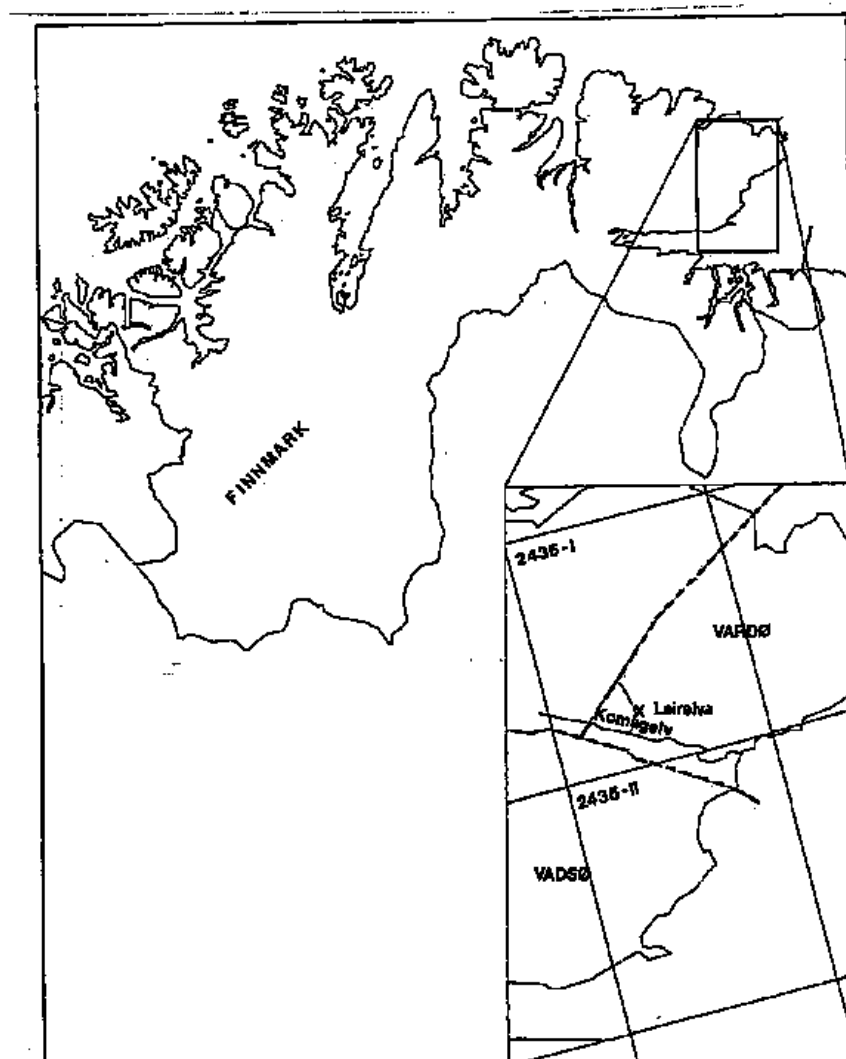 FINNMARK
2435-I
VARDØ
Leirelva
Komagelv
2435-II
VADSØ